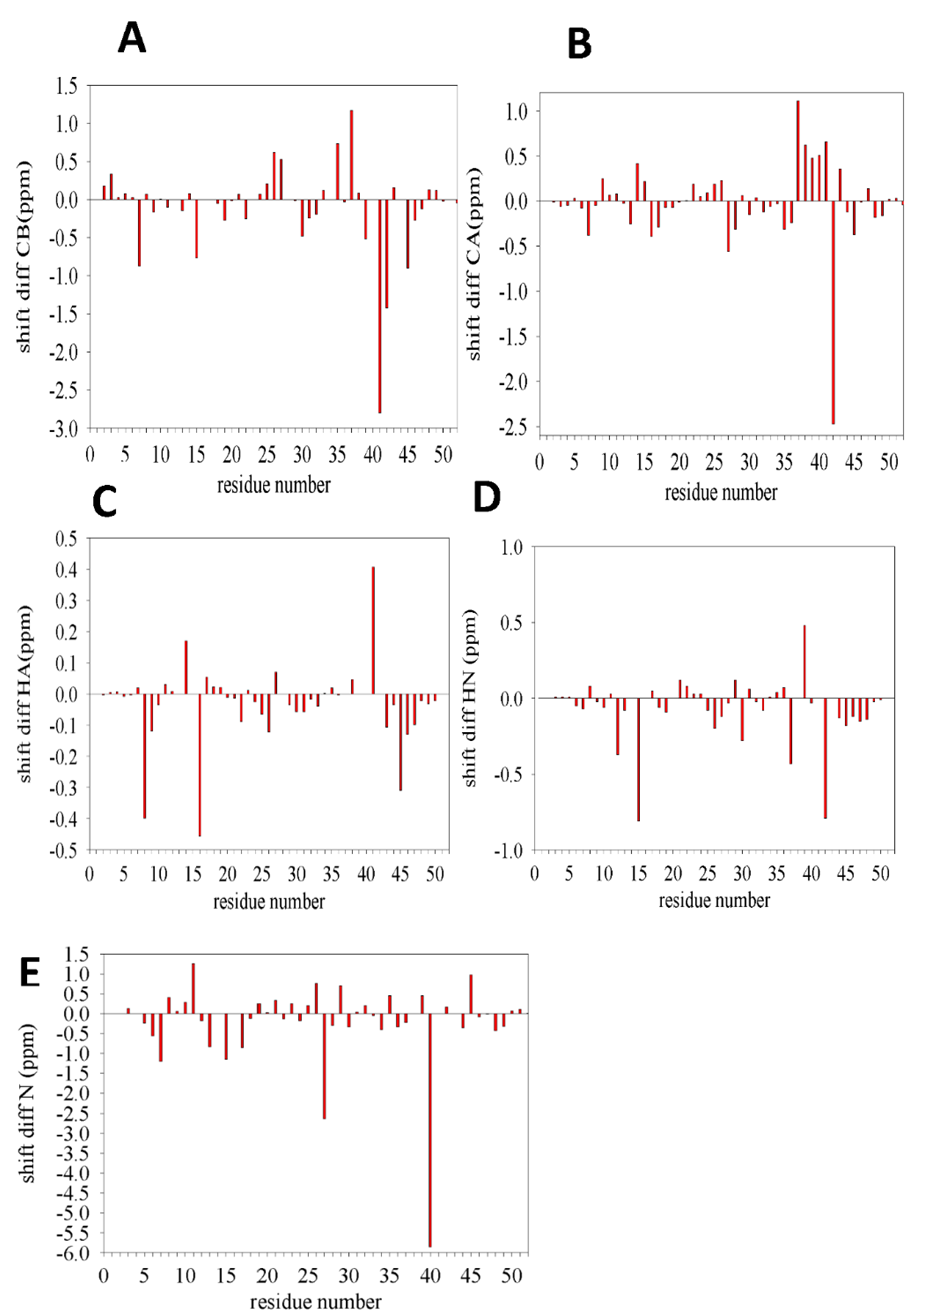 A
B
1.5
1.0
0.5
0.0
-0.5
-1.0
-1.5
-2.0
-2.5
-3.0
shift diff CB(ppm)
0 5 10 15 20 25 30 35 40 45 50
residue number
1.0
0.5
0.0
-0.5
-1.0
-1.5
-2.0
-2.5
shift diff CA(ppm)
0 5 10 15 20 25 30 35 40 45 50
residue number
C
D
0.5
0.4
0.3
0.2
0.1
0.0
-0.1
-0.2
-0.3
-0.4
-0.5
shift diff HA(ppm)
0 5 10 15 20 25 30 35 40 45 50
residue number
1.0
0.5
0.0
-0.5
-1.0
shift diff HN (ppm)
0 5 10 15 20 25 30 35 40 45 50
residue number
E
1.5
1.0
0.5
0.0
-0.5
-1.0
-1.5
-2.0
-2.5
-3.0
-3.5
-4.0
-4.5
-5.0
-5.5
-6.0
shift diff N (ppm)
0 5 10 15 20 25 30 35 40 45 50
residue number